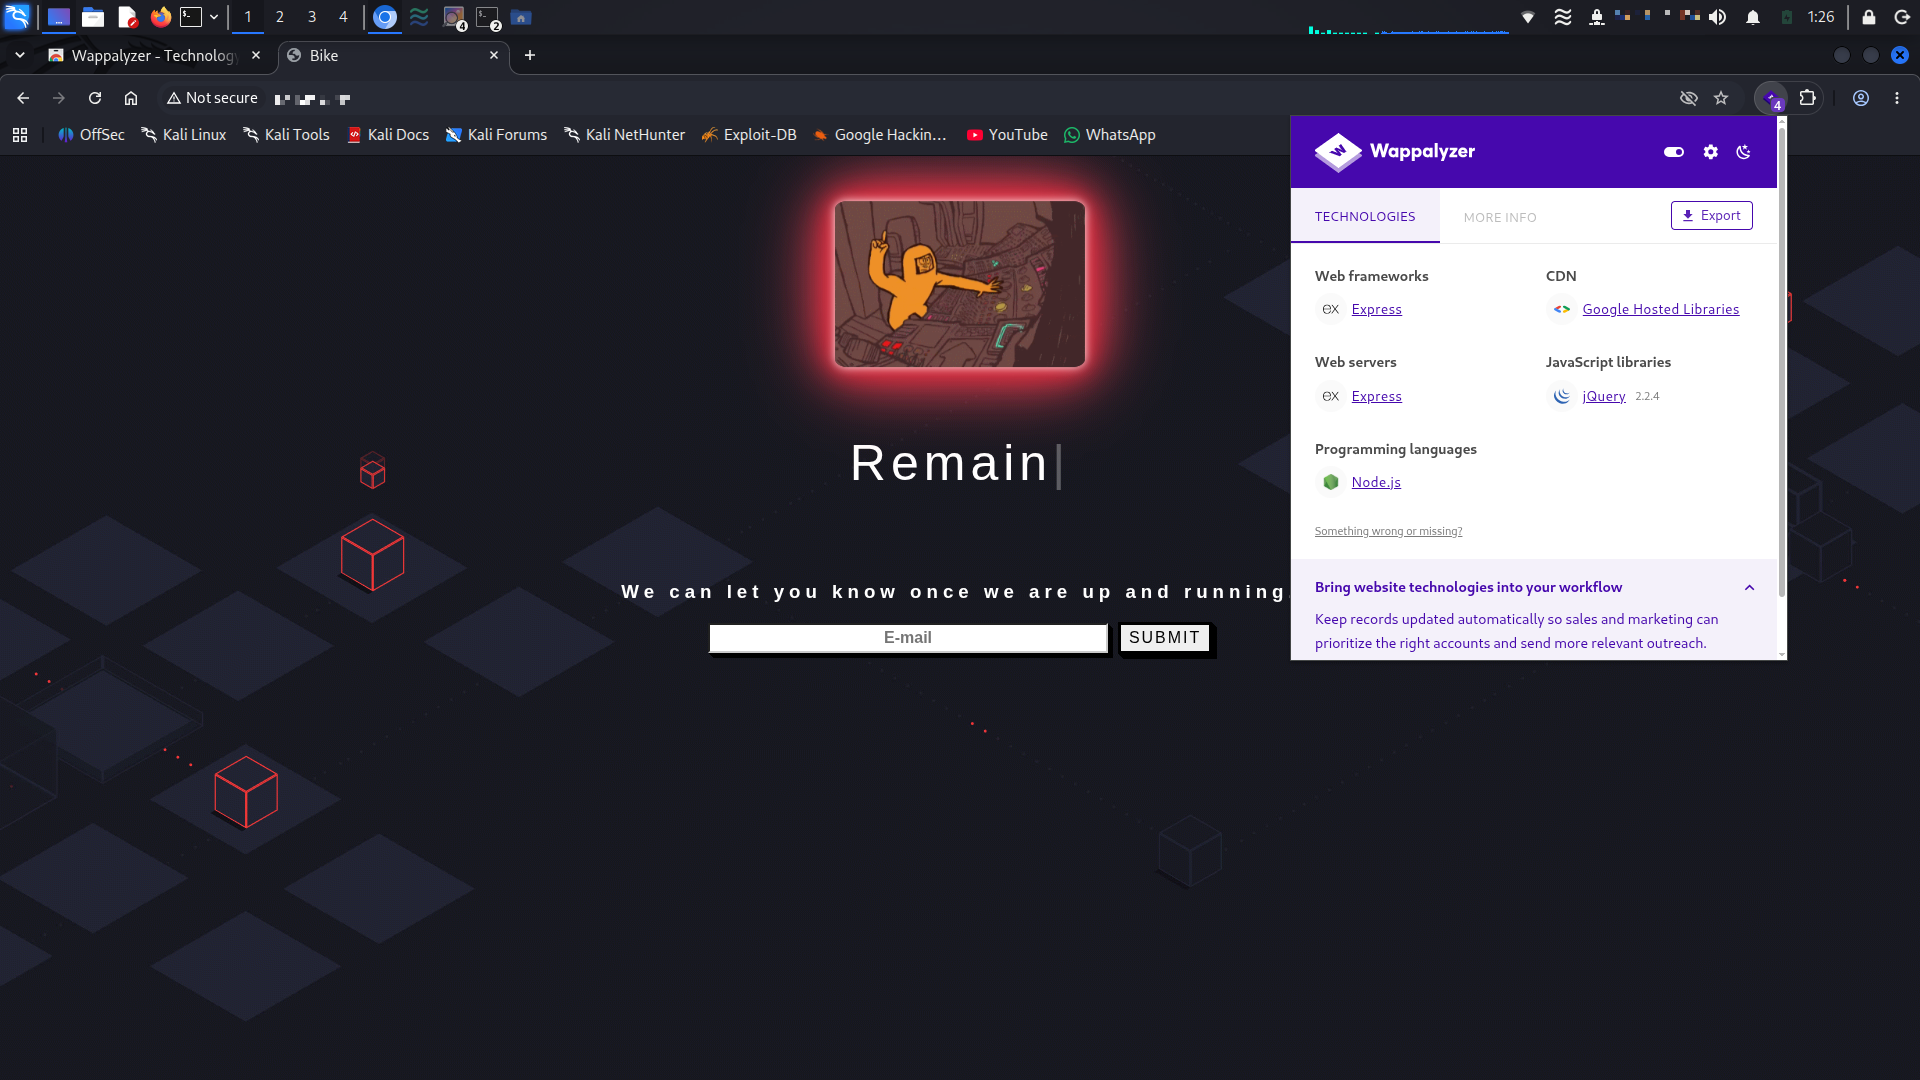 1 2 3 4
4
2
1:26
Wappalyzer - Technology
Bike
Not secure
4
OffSec
Kali Linux
Kali Tools
Kali Docs
Kali Forums
Kali NetHunter
Exploit-DB
Google Hackin...
YouTube
WhatsApp
Wappalyzer
TECHNOLOGIES
MORE INFO
Export
Web frameworks
CDN
Express
Google Hosted Libraries
Web servers
JavaScript libraries
Express
jQuery 2.2.4
Programming languages
Node.js
Something wrong or missing?
Bring website technologies into your workflow
Keep records updated automatically so sales and marketing can
prioritize the right accounts and send more relevant outreach.
Remain
We can let you know once we are up and running.
E-mail
SUBMIT